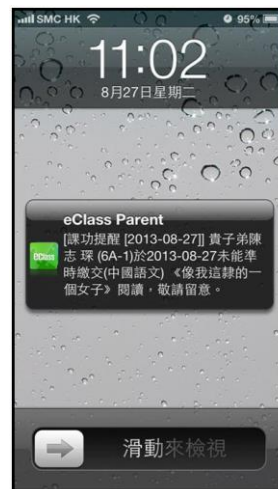 SMC HK 95%
11:02
8月27日星期二
eClass Parent
[課功提醒 [2013-08-27]] 貴子弟陳
志 琛 (6A-1)於2013-08-27未能準
時繳交(中國語文) 《像我這隸的一
個女子》閱讀，敬請留意。
eClass
滑動來檢視